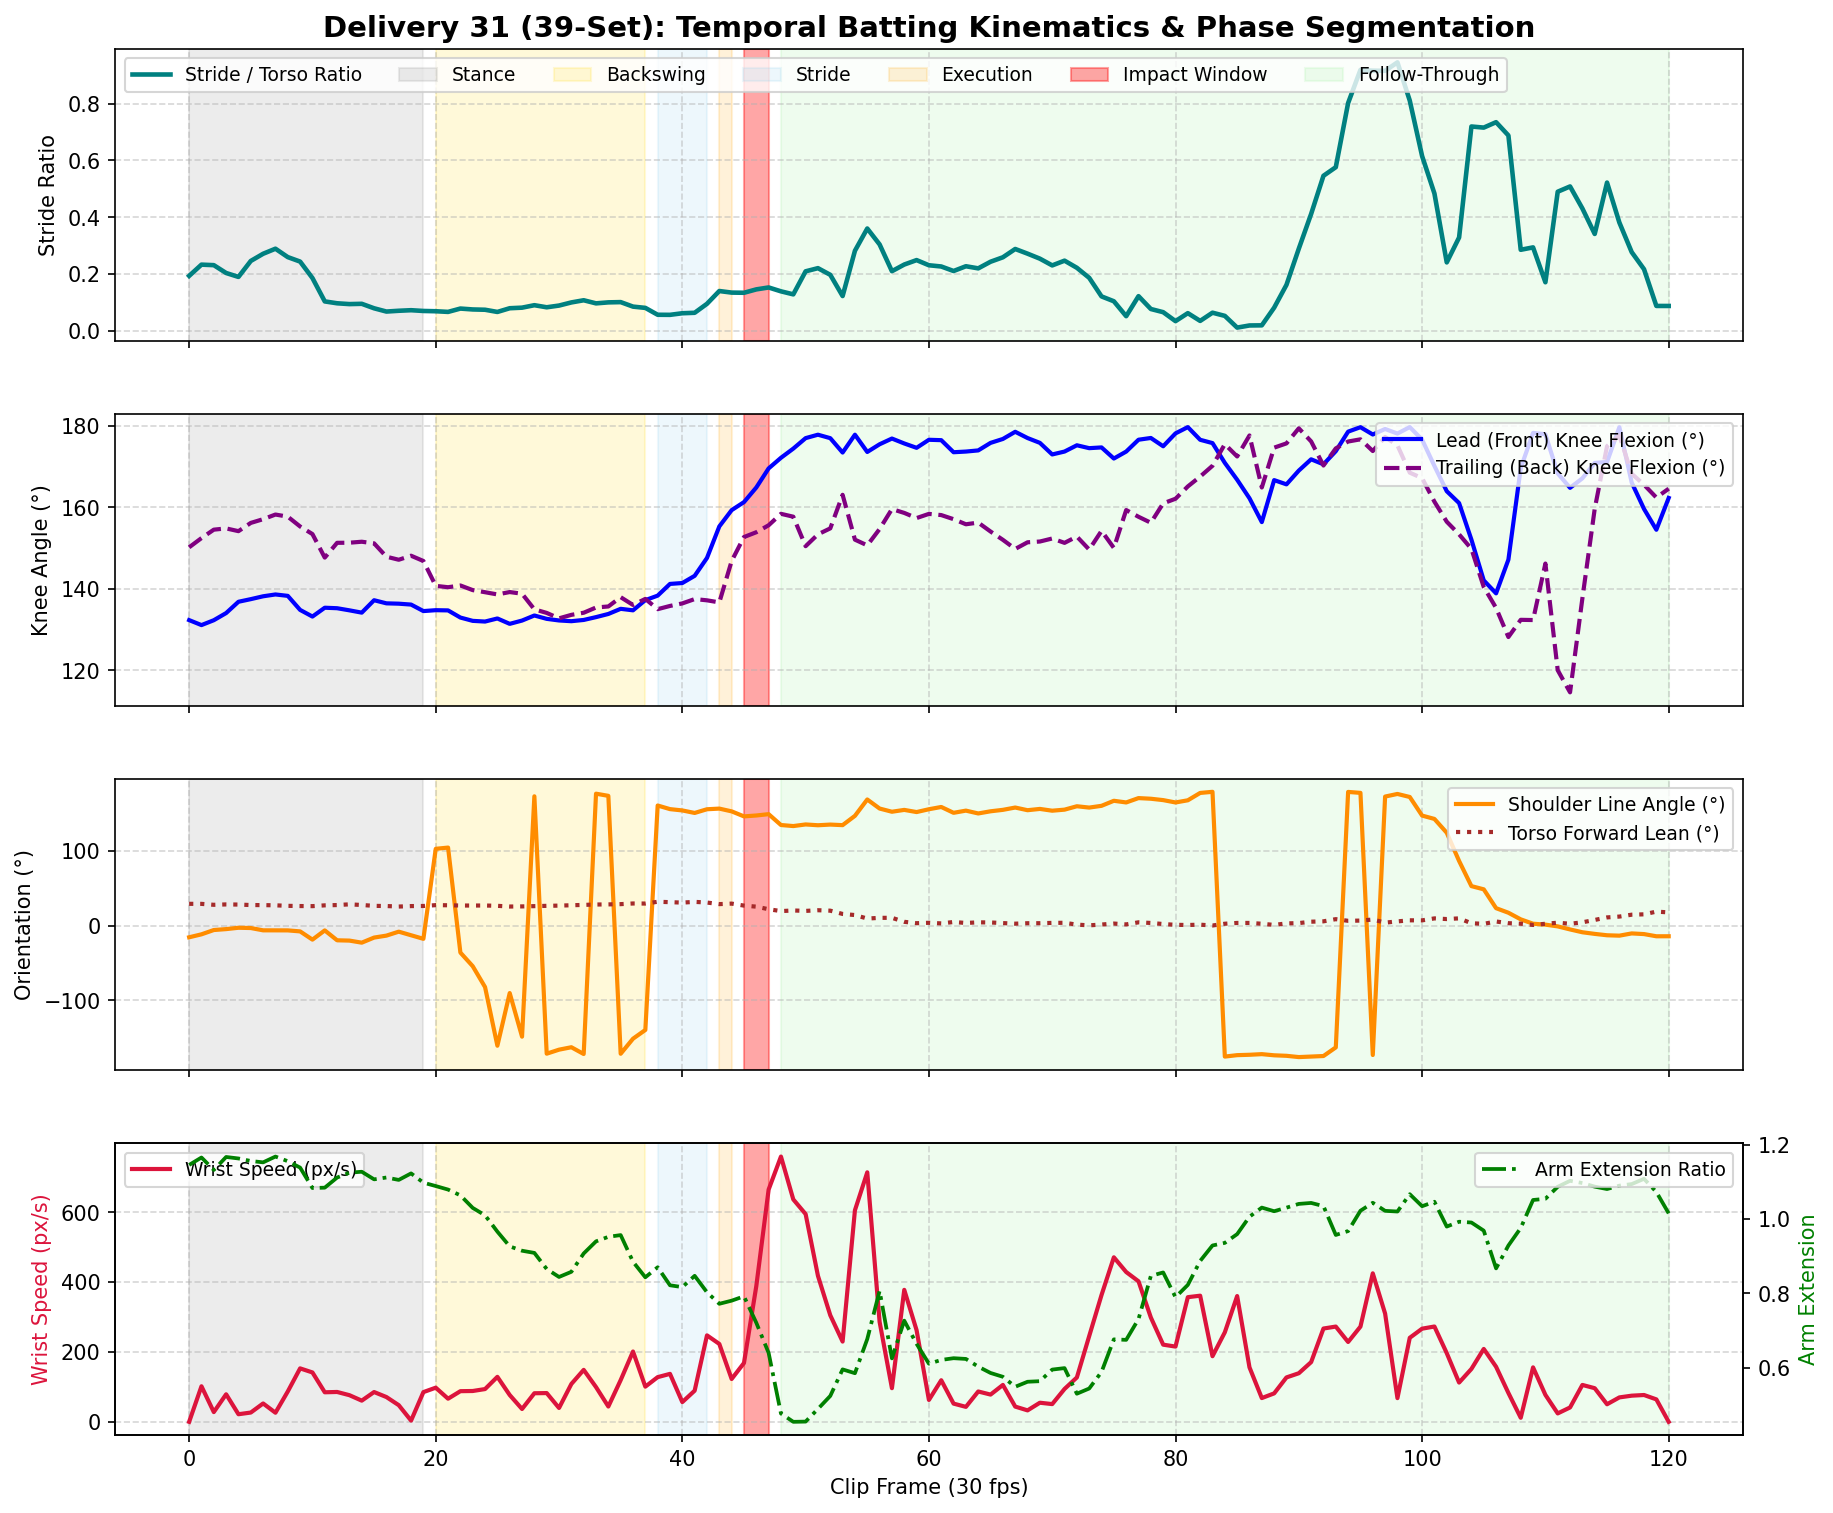 Delivery 31 (39-Set): Temporal Batting Kinematics & Phase Segmentation
Stride / Torso Ratio Stance Backswing Stride Execution Impact Window Follow-Through
Stride Ratio
0.8
0.6
0.4
0.2
0.0
Lead (Front) Knee Flexion (°)
Trailing (Back) Knee Flexion (°)
Knee Angle (°)
180
160
140
120
Shoulder Line Angle (°)
Torso Forward Lean (°)
Orientation (°)
100
0
−100
Wrist Speed (px/s)
Arm Extension Ratio
Wrist Speed (px/s)
600
400
200
0
1.2
1.0
0.8
0.6
Arm Extension
0 20 40 60 80 100 120
Clip Frame (30 fps)